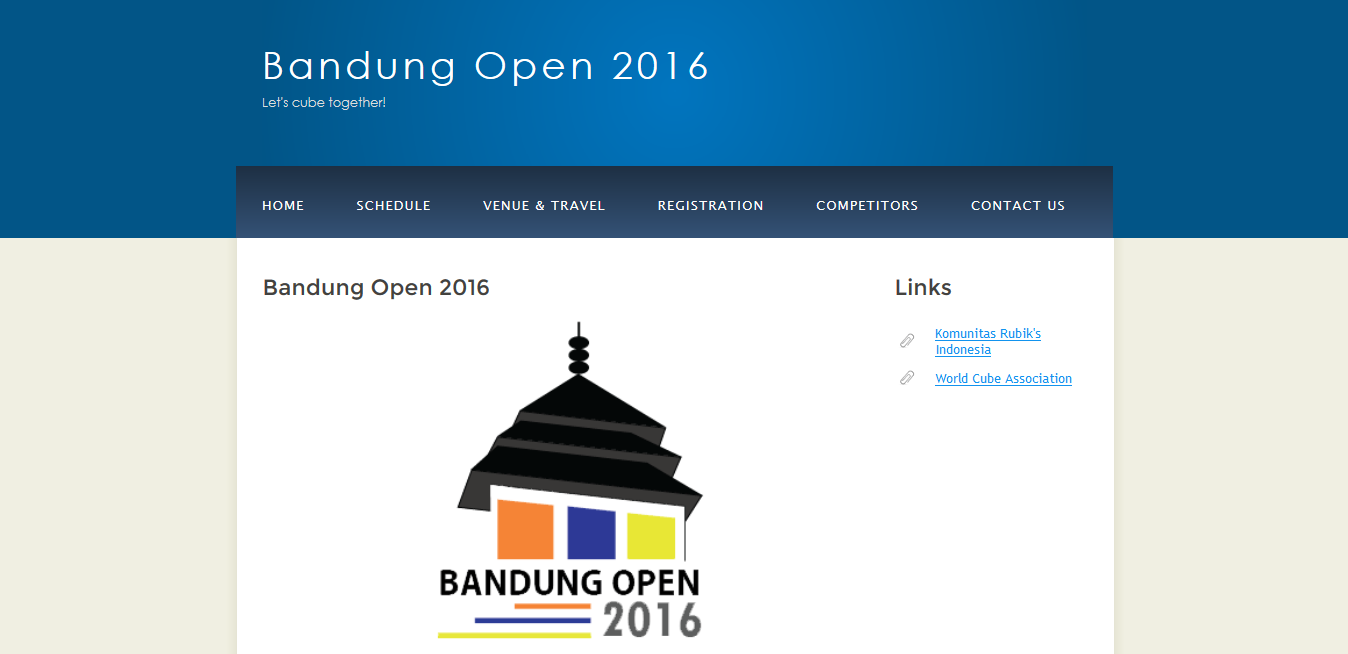 Bandung Open 2016
Let's cube together!
HOME SCHEDULE VENUE & TRAVEL REGISTRATION COMPETITORS CONTACT US
Bandung Open 2016
BANDUNG OPEN
2016
Links
Komunitas Rubik's
Indonesia
World Cube Association